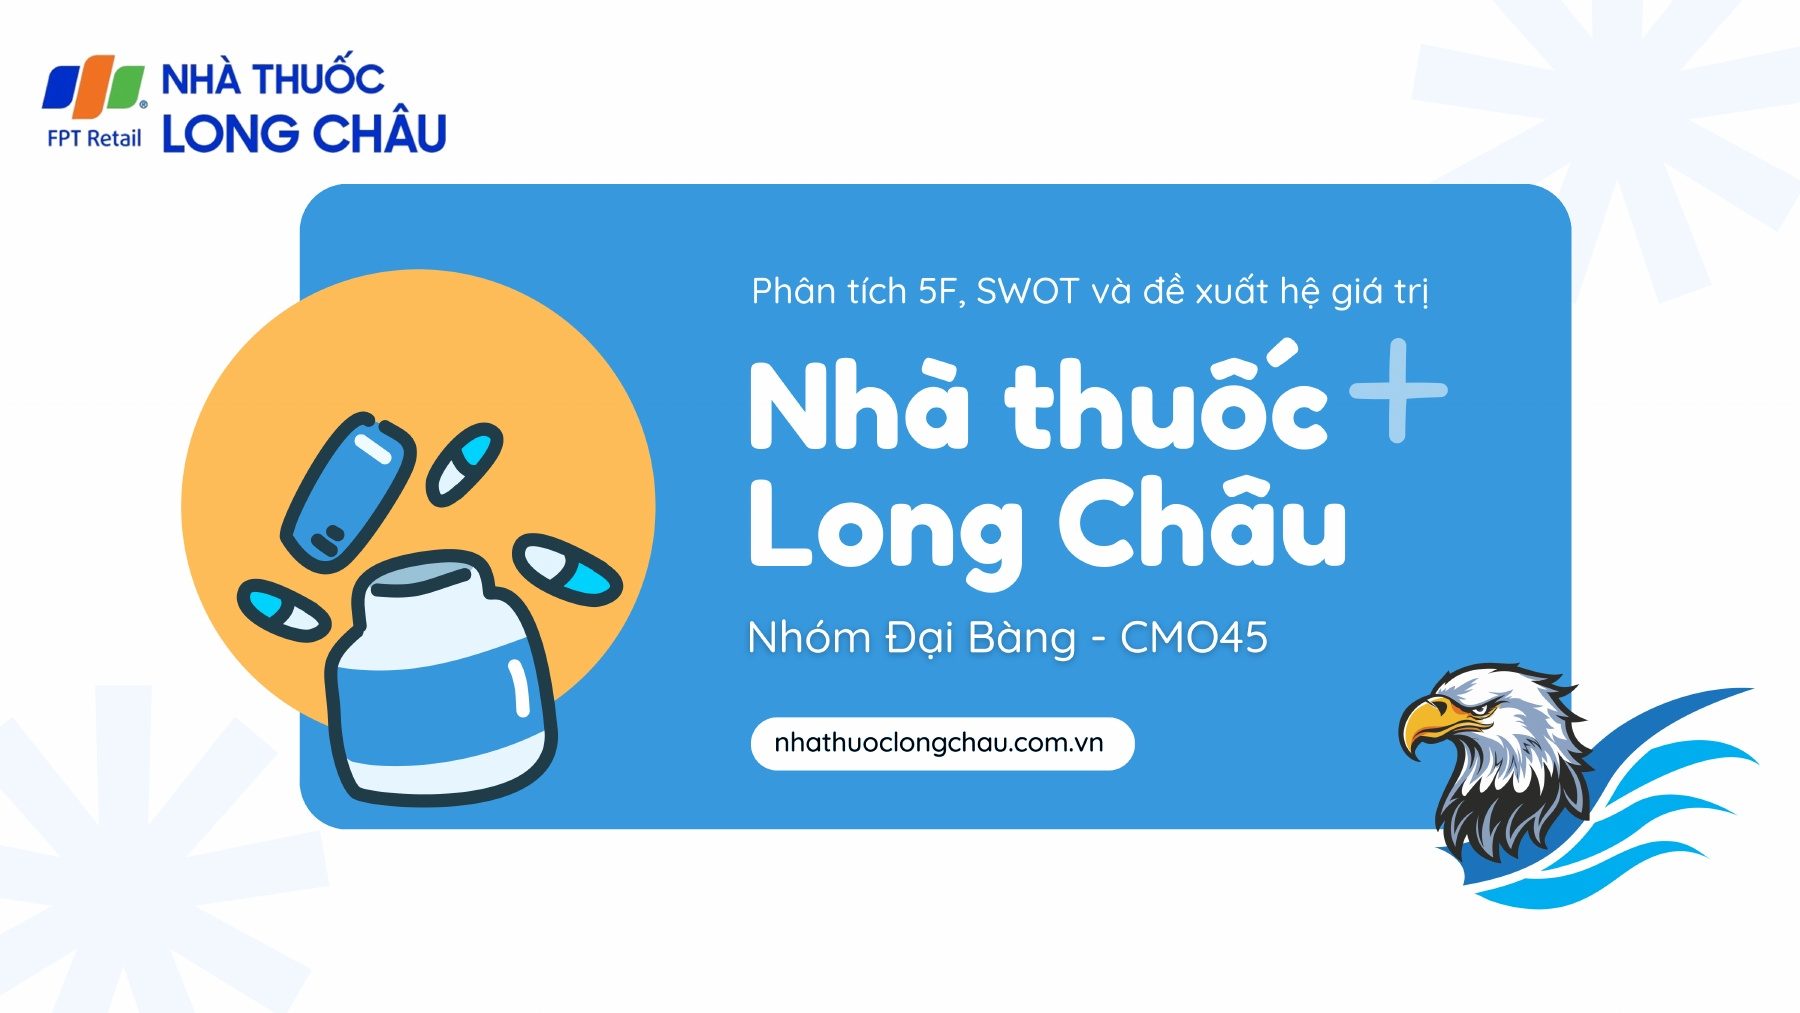 NHÀ THUỐC
LONG CHÂU
FPT Retail
Phân tích 5F, SWOT và đề xuất hệ giá trị
Nhà thuốc
Long Châu
Nhóm Đại Bàng - CMO45
nhathuoclongchau.com.vn